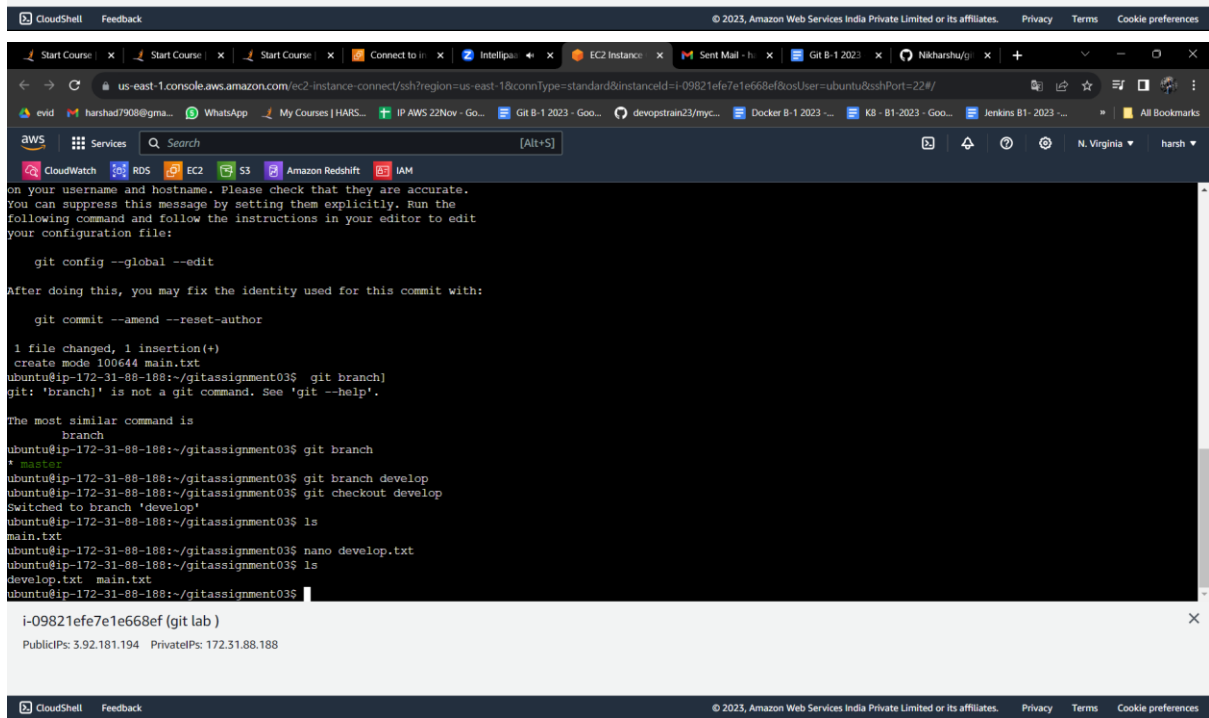 CloudShell Feedback © 2023, Amazon Web Services India Private Limited or its affiliates. Privacy Terms Cookie preferences
Start Course | Start Course | Start Course | Connect to in Intellipaa EC2 Instance Sent Mail - ha Git B-1 2023 Nikharshu/gi
us-east-1.console.aws.amazon.com/ec2-instance-connect/ssh?region=us-east-1&connType=standard&instanceId=i-09821efe7e1e668ef&osUser=ubuntu&sshPort=22#/
evid harshad7908@gma... WhatsApp My Courses | HARS... IP AWS 22Nov - Go... Git B-1 2023 - Goo... devopstrain23/myc... Docker B-1 2023 -... K8 - B1-2023 - Goo... Jenkins B1- 2023 -... » All Bookmarks
aws Services Search [Alt+S] N. Virginia harsh
CloudWatch RDS EC2 S3 Amazon Redshift IAM
on your username and hostname. Please check that they are accurate.
You can suppress this message by setting them explicitly. Run the
following command and follow the instructions in your editor to edit
your configuration file:
git config --global --edit
After doing this, you may fix the identity used for this commit with:
git commit --amend --reset-author
1 file changed, 1 insertion(+)
create mode 100644 main.txt
ubuntu@ip-172-31-88-188:~/gitassignment03$ git branch]
git: 'branch]' is not a git command. See 'git --help'.
The most similar command is
branch
ubuntu@ip-172-31-88-188:~/gitassignment03$ git branch
* master
ubuntu@ip-172-31-88-188:~/gitassignment03$ git branch develop
ubuntu@ip-172-31-88-188:~/gitassignment03$ git checkout develop
Switched to branch 'develop'
ubuntu@ip-172-31-88-188:~/gitassignment03$ ls
main.txt
ubuntu@ip-172-31-88-188:~/gitassignment03$ nano develop.txt
ubuntu@ip-172-31-88-188:~/gitassignment03$ ls
develop.txt main.txt
ubuntu@ip-172-31-88-188:~/gitassignment03$
i-09821efe7e1e668ef (git lab )
PublicIPs: 3.92.181.194 PrivateIPs: 172.31.88.188
CloudShell Feedback © 2023, Amazon Web Services India Private Limited or its affiliates. Privacy Terms Cookie preferences